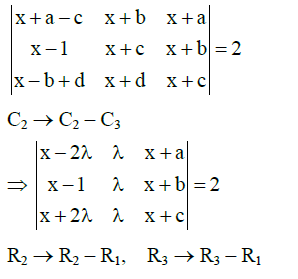 |x+a−c x+b x+a|
|x−1 x+c x+b| = 2
|x−b+d x+d x+c|
C₂ → C₂ − C₃
|x−2λ λ x+a|
⇒ |x−1 λ x+b| = 2
|x+2λ λ x+c|
R₂ → R₂ − R₁, R₃ → R₃ − R₁